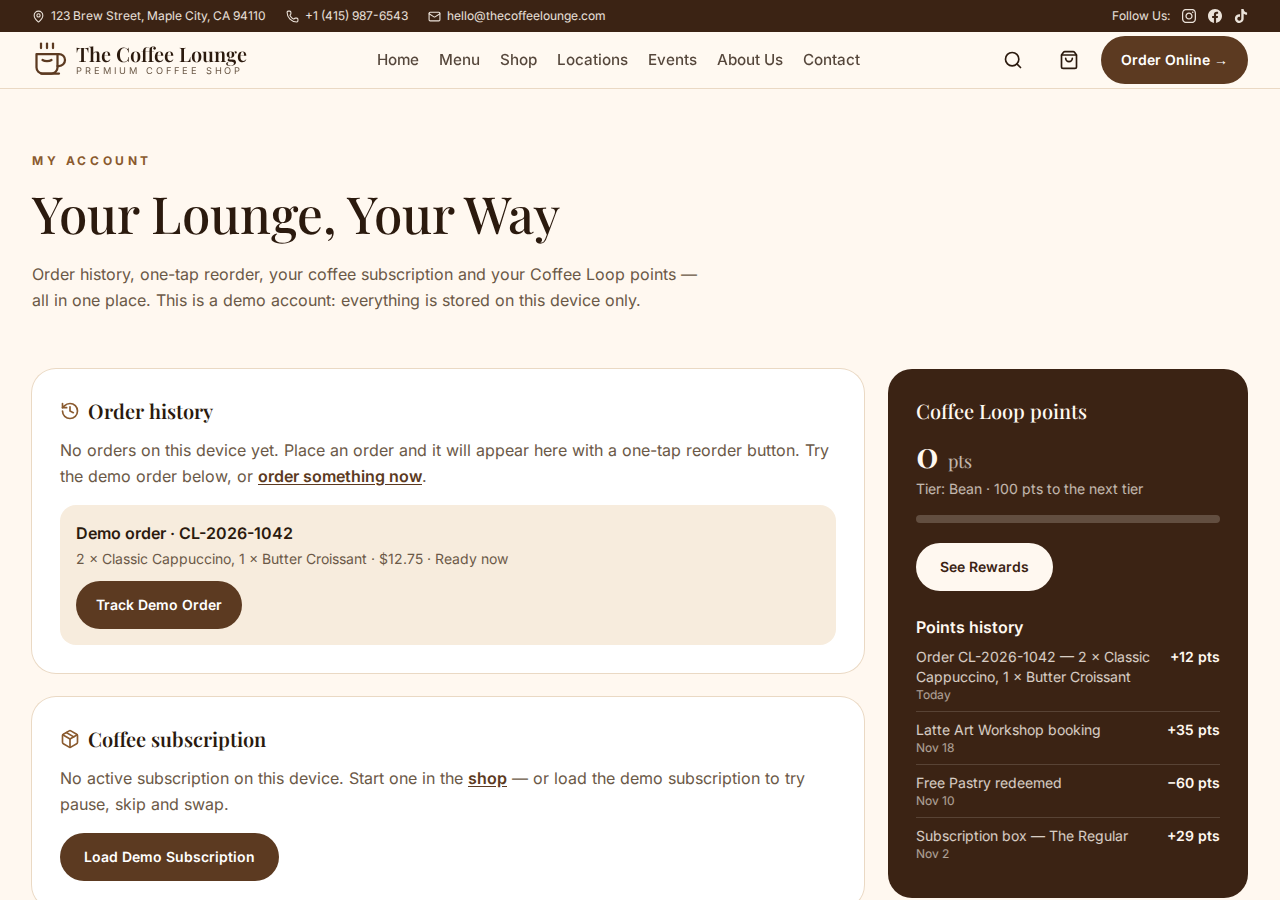 123 Brew Street, Maple City, CA 94110
+1 (415) 987-6543
hello@thecoffeelounge.com
Follow Us:
The Coffee Lounge
PREMIUM COFFEE SHOP
Home
Menu
Shop
Locations
Events
About Us
Contact
Order Online →
MY ACCOUNT
Your Lounge, Your Way
Order history, one-tap reorder, your coffee subscription and your Coffee Loop points —
all in one place. This is a demo account: everything is stored on this device only.
Order history
No orders on this device yet. Place an order and it will appear here with a one-tap reorder button. Try
the demo order below, or order something now.
Demo order · CL-2026-1042
2 × Classic Cappuccino, 1 × Butter Croissant · $12.75 · Ready now
Track Demo Order
Coffee subscription
No active subscription on this device. Start one in the shop — or load the demo subscription to try
pause, skip and swap.
Load Demo Subscription
Coffee Loop points
0 pts
Tier: Bean · 100 pts to the next tier
See Rewards
Points history
Order CL-2026-1042 — 2 × Classic
Cappuccino, 1 × Butter Croissant
+12 pts
Today
Latte Art Workshop booking
+35 pts
Nov 18
Free Pastry redeemed
−60 pts
Nov 10
Subscription box — The Regular
+29 pts
Nov 2